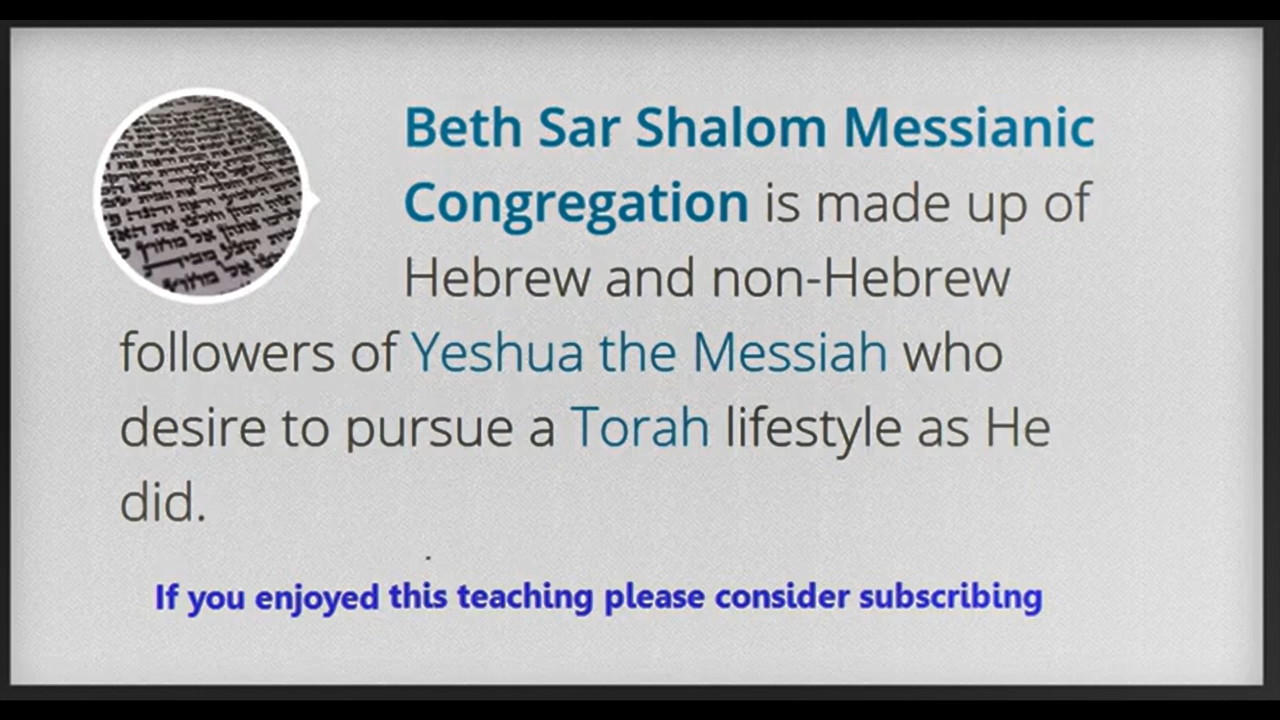 Beth Sar Shalom Messianic
Congregation is made up of
Hebrew and non-Hebrew
followers of Yeshua the Messiah who
desire to pursue a Torah lifestyle as He
did.
If you enjoyed this teaching please consider subscribing